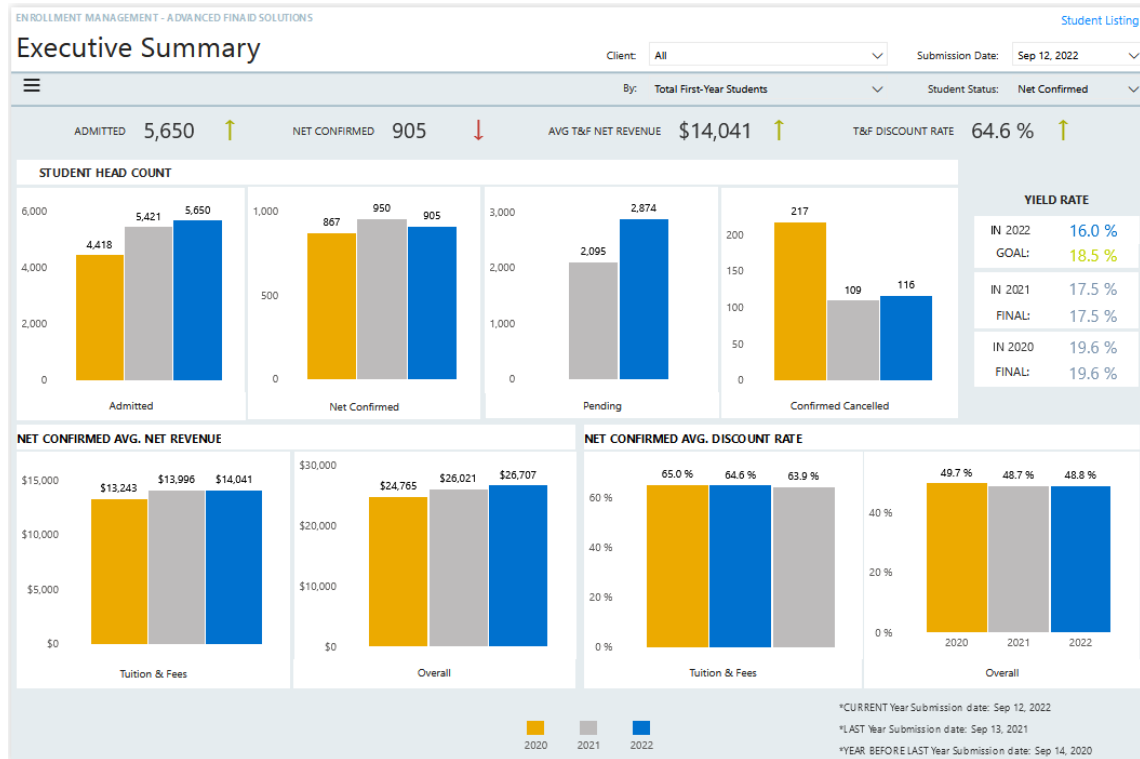 ENROLLMENT MANAGEMENT - ADVANCED FINAID SOLUTIONS
Student Listing
Executive Summary
Client: All
Submission Date: Sep 12, 2022
By: Total First-Year Students
Student Status: Net Confirmed
ADMITTED 5,650 ↑
NET CONFIRMED 905 ↓
AVG T&F NET REVENUE $14,041 ↑
T&F DISCOUNT RATE 64.6 % ↑
STUDENT HEAD COUNT
6,000
4,000
2,000
0
4,418
5,421
5,650
Admitted
1,000
500
0
867
950
905
Net Confirmed
3,000
2,000
1,000
0
2,095
2,874
Pending
200
150
100
50
0
217
109
116
Confirmed Cancelled
YIELD RATE
IN 2022 16.0 %
GOAL: 18.5 %
IN 2021 17.5 %
FINAL: 17.5 %
IN 2020 19.6 %
FINAL: 19.6 %
NET CONFIRMED AVG. NET REVENUE
$15,000
$10,000
$5,000
$0
$13,243
$13,996
$14,041
Tuition & Fees
$30,000
$20,000
$10,000
$0
$24,765
$26,021
$26,707
Overall
NET CONFIRMED AVG. DISCOUNT RATE
60 %
40 %
20 %
0 %
65.0 %
64.6 %
63.9 %
Tuition & Fees
40 %
20 %
0 %
49.7 %
48.7 %
48.8 %
2020 2021 2022
Overall
2020 2021 2022
*CURRENT Year Submission date: Sep 12, 2022
*LAST Year Submission date: Sep 13, 2021
*YEAR BEFORE LAST Year Submission date: Sep 14, 2020